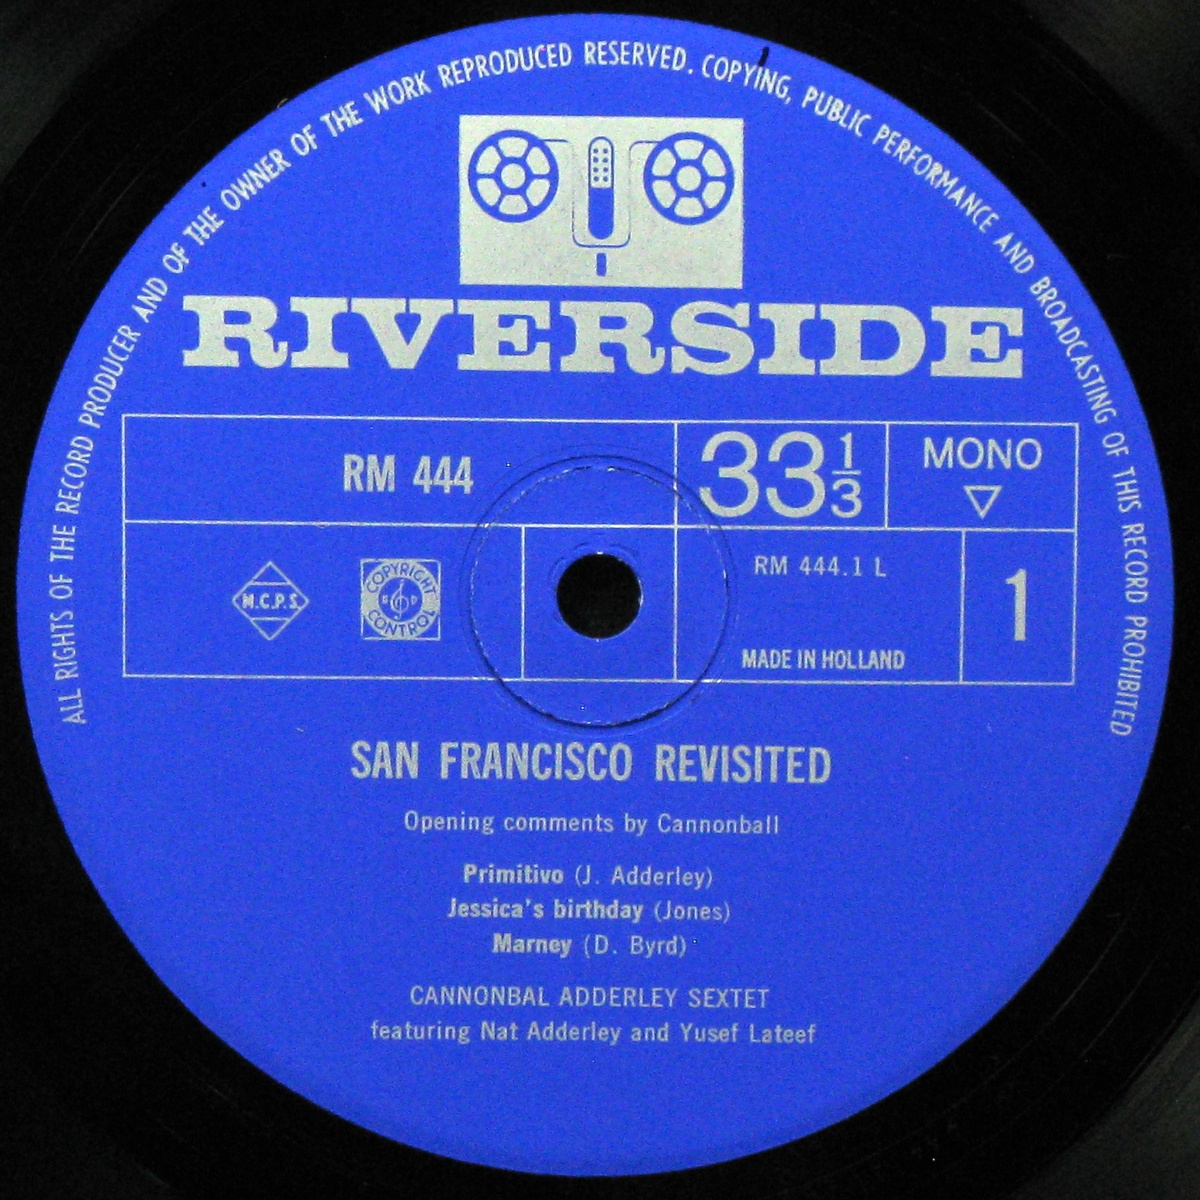 ALL RIGHTS OF THE RECORD PRODUCER AND OF THE OWNER OF THE WORK REPRODUCED RESERVED. COPYING, PUBLIC PERFORMANCE AND BROADCASTING OF THIS RECORD PROHIBITED
RIVERSIDE
RM 444
33 1/3
MONO
M.C.P.S.
COPYRIGHT
CONTROL
RM 444.1 L
MADE IN HOLLAND
1
SAN FRANCISCO REVISITED
Opening comments by Cannonball
Primitivo (J. Adderley)
Jessica's birthday (Jones)
Marney (D. Byrd)
CANNONBAL ADDERLEY SEXTET
featuring Nat Adderley and Yusef Lateef